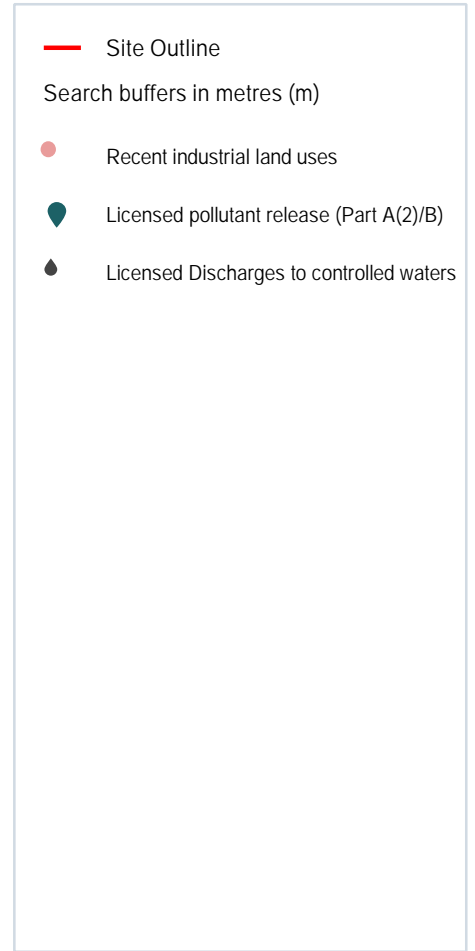 Site Outline
Search buffers in metres (m)
Recent industrial land uses
Licensed pollutant release (Part A(2)/B)
Licensed Discharges to controlled waters